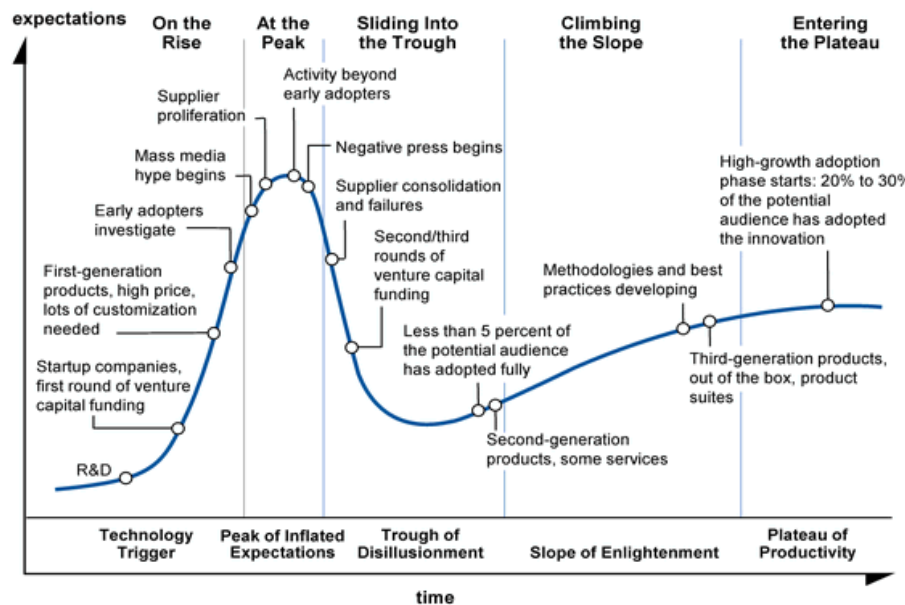 expectations
On the
Rise
At the
Peak
Sliding Into
the Trough
Climbing
the Slope
Entering
the Plateau
Activity beyond
early adopters
Supplier
proliferation
Negative press begins
Mass media
hype begins
Supplier consolidation
and failures
Early adopters
investigate
Second/third
rounds of
venture capital
funding
High-growth adoption
phase starts: 20% to 30%
of the potential
audience has adopted
the innovation
First-generation
products, high price,
lots of customization
needed
Methodologies and best
practices developing
Less than 5 percent of
the potential audience
has adopted fully
Startup companies,
first round of venture
capital funding
Third-generation products,
out of the box, product
suites
Second-generation
products, some services
R&D
Technology
Trigger
Peak of Inflated
Expectations
Trough of
Disillusionment
Slope of Enlightenment
Plateau of
Productivity
time